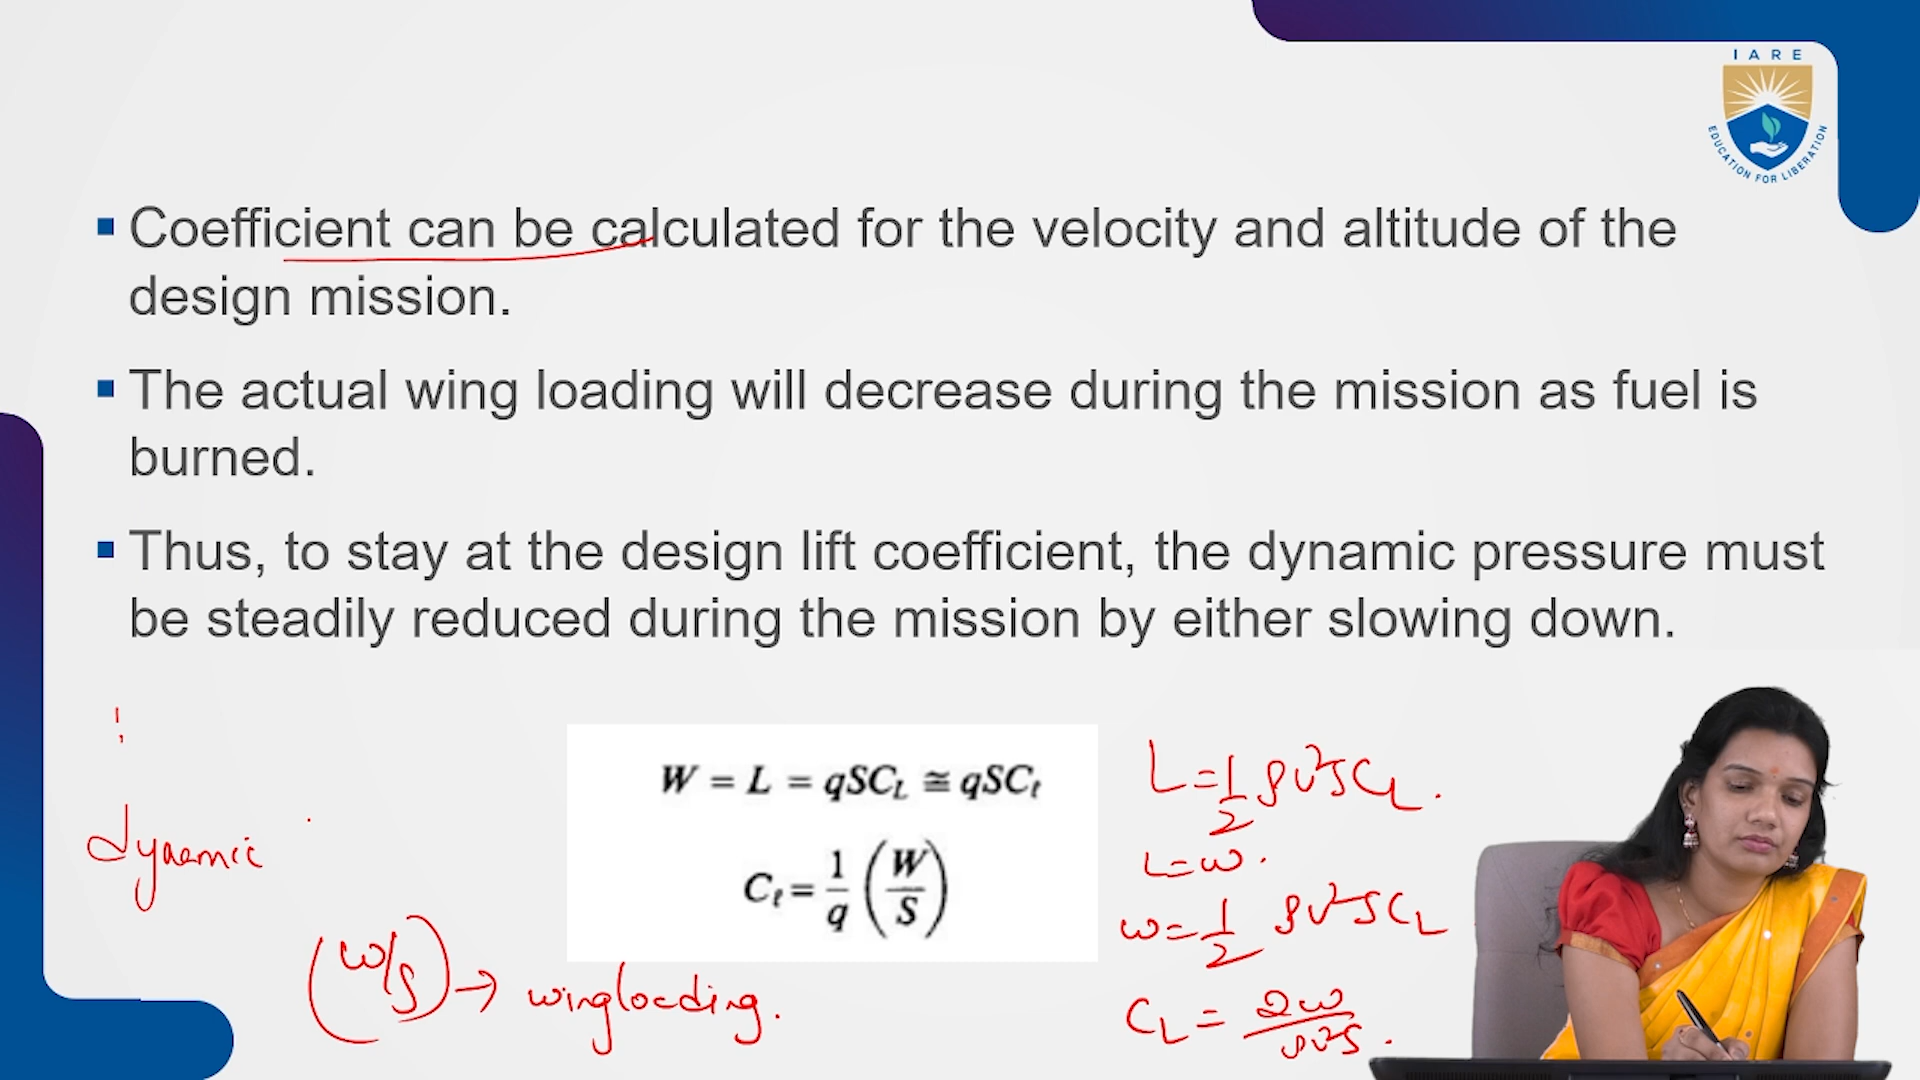 IARE
EDUCATION FOR LIBERATION
▪ Coefficient can be calculated for the velocity and altitude of the
design mission.
▪ The actual wing loading will decrease during the mission as fuel is
burned.
▪ Thus, to stay at the design lift coefficient, the dynamic pressure must
be steadily reduced during the mission by either slowing down.
W = L = qSC_L ≅ qSC_ℓ
C_ℓ = 1/q (W/S)
dynamic
(W/S) → wingloading.
L = 1/2 ρv²SC_L.
L = w.
w = 1/2 ρv²SC_L
C_L = 2w/ρv²S.